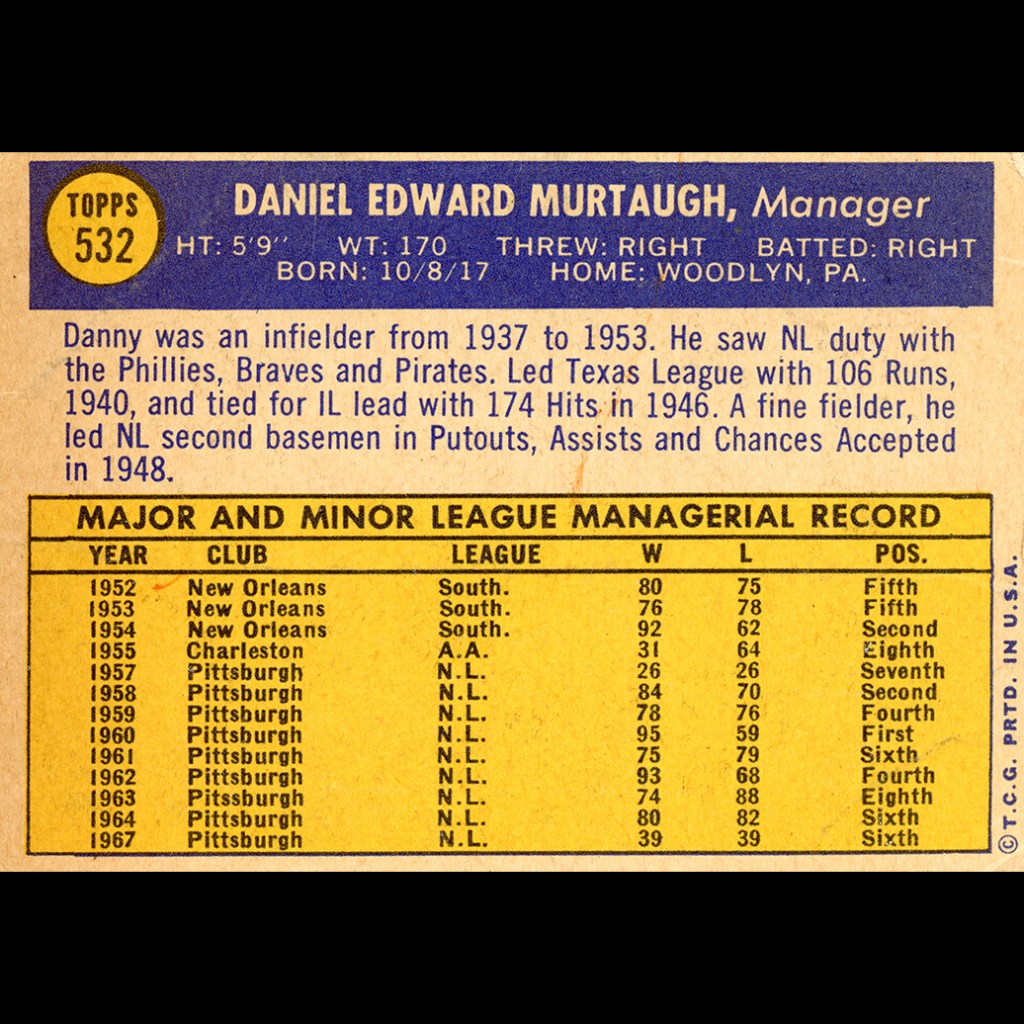 TOPPS
532
DANIEL EDWARD MURTAUGH, Manager
HT: 5'9" WT: 170 THREW: RIGHT BATTED: RIGHT
BORN: 10/8/17 HOME: WOODLYN, PA.
Danny was an infielder from 1937 to 1953. He saw NL duty with
the Phillies, Braves and Pirates. Led Texas League with 106 Runs,
1940, and tied for IL lead with 174 Hits in 1946. A fine fielder, he
led NL second basemen in Putouts, Assists and Chances Accepted
in 1948.
MAJOR AND MINOR LEAGUE MANAGERIAL RECORD
YEAR CLUB LEAGUE W L POS.
1952 New Orleans South. 80 75 Fifth
1953 New Orleans South. 76 78 Fifth
1954 New Orleans South. 92 62 Second
1955 Charleston A.A. 31 64 Eighth
1957 Pittsburgh N.L. 26 26 Seventh
1958 Pittsburgh N.L. 84 70 Second
1959 Pittsburgh N.L. 78 76 Fourth
1960 Pittsburgh N.L. 95 59 First
1961 Pittsburgh N.L. 75 79 Sixth
1962 Pittsburgh N.L. 93 68 Fourth
1963 Pitssburgh N.L. 74 88 Eighth
1964 Pittsburgh N.L. 80 82 Sixth
1967 Pittsburgh N.L. 39 39 Sixth
© T.C.G. PRTD. IN U.S.A.